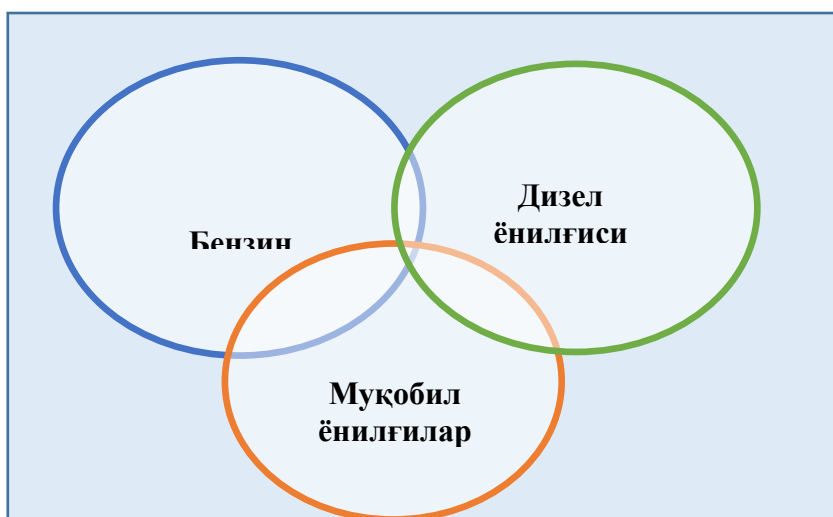 Бензин
Дизел
ёнилғиси
Муқобил
ёнилғилар